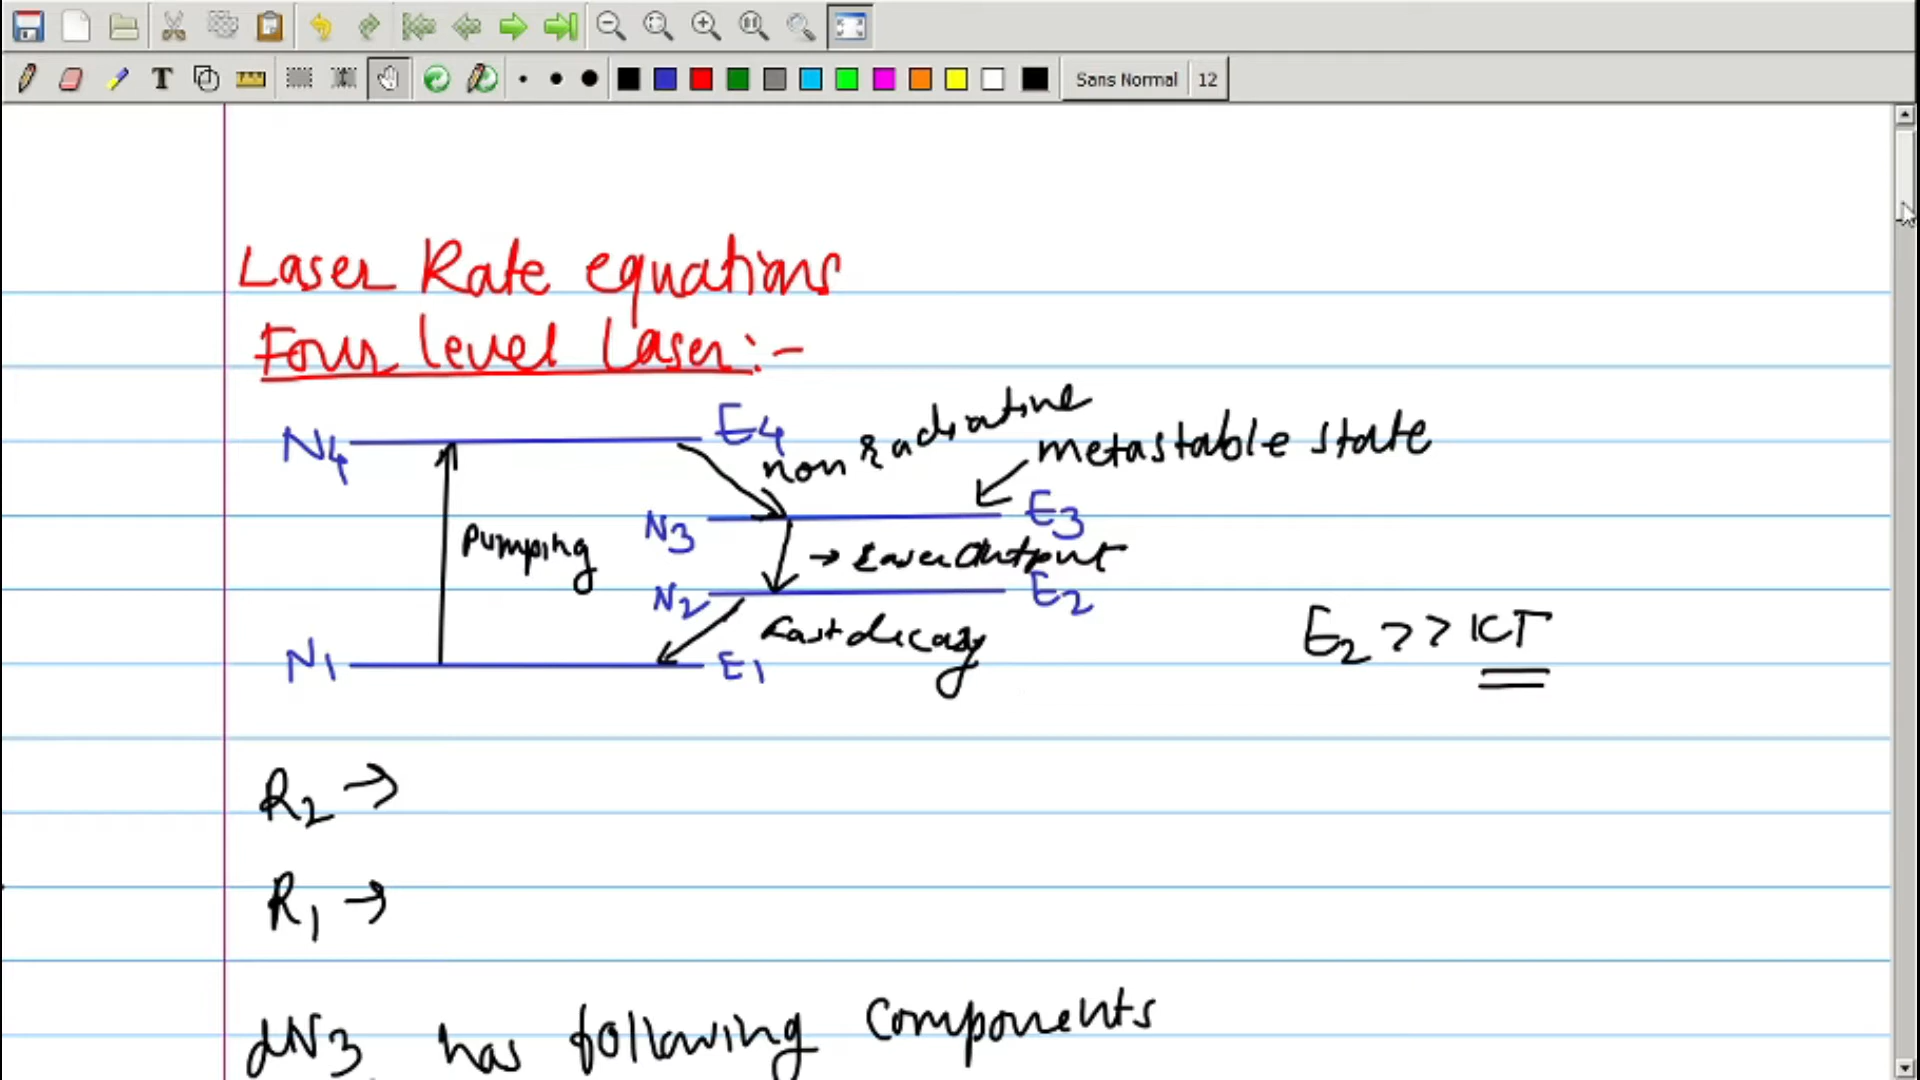 Sans Normal 12
Laser Rate equations
Four level Laser:-
N4 E4 non radiative metastable state
N3 E3
Pumping → Laser Output
N2 E2
Fast decay E2 >> KT
N1 E1
R2 →
R1 →
dN3 has following components